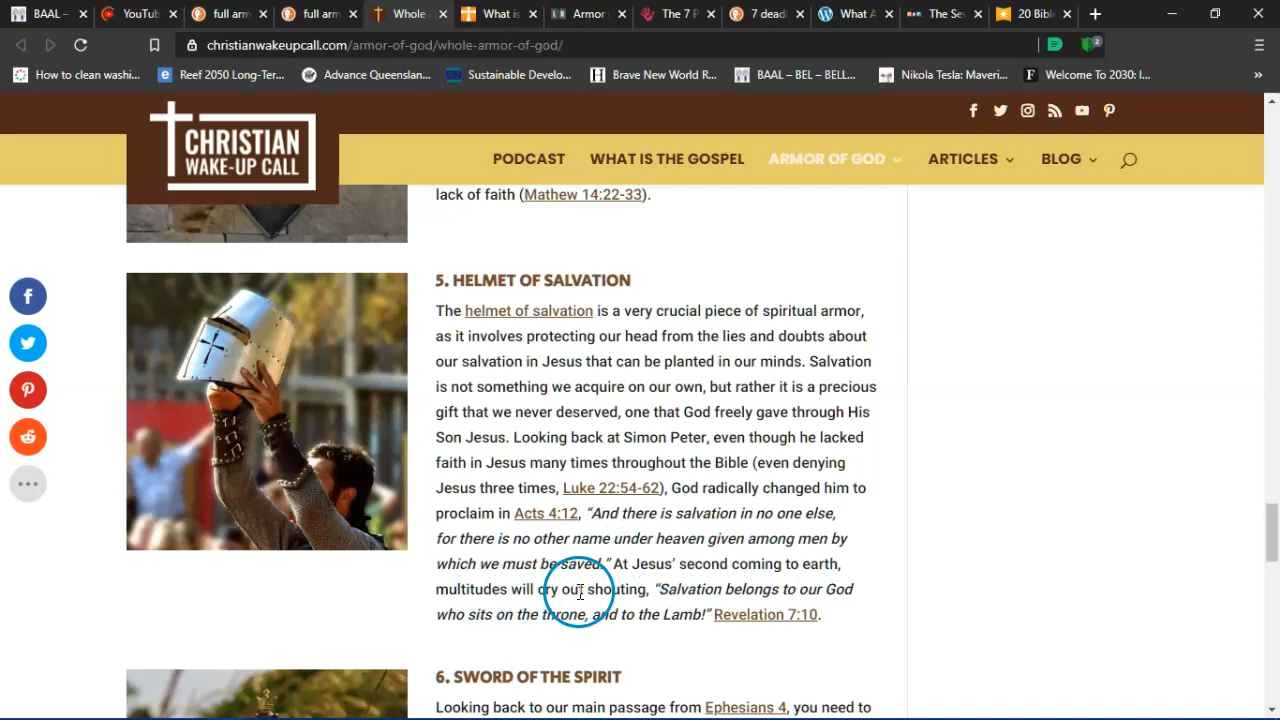 BAAL –
YouTub
full arm
full arm
Whole
What is
Armor
The 7 P
7 deadl
What A
The Sev
20 Bibl
christianwakeupcall.com/armor-of-god/whole-armor-of-god/
2
How to clean washi...
Reef 2050 Long-Ter...
Advance Queenslan...
Sustainable Develo...
Brave New World R...
BAAL – BEL – BELL...
Nikola Tesla: Maveri...
Welcome To 2030: I...
»
CHRISTIAN
WAKE-UP CALL
PODCAST
WHAT IS THE GOSPEL
ARMOR OF GOD
ARTICLES
BLOG
lack of faith (Mathew 14:22-33).
5. HELMET OF SALVATION
The helmet of salvation is a very crucial piece of spiritual armor,
as it involves protecting our head from the lies and doubts about
our salvation in Jesus that can be planted in our minds. Salvation
is not something we acquire on our own, but rather it is a precious
gift that we never deserved, one that God freely gave through His
Son Jesus. Looking back at Simon Peter, even though he lacked
faith in Jesus many times throughout the Bible (even denying
Jesus three times, Luke 22:54-62), God radically changed him to
proclaim in Acts 4:12, “And there is salvation in no one else,
for there is no other name under heaven given among men by
which we must be saved.” At Jesus’ second coming to earth,
multitudes will cry out shouting, “Salvation belongs to our God
who sits on the throne, and to the Lamb!” Revelation 7:10.
6. SWORD OF THE SPIRIT
Looking back to our main passage from Ephesians 4, you need to